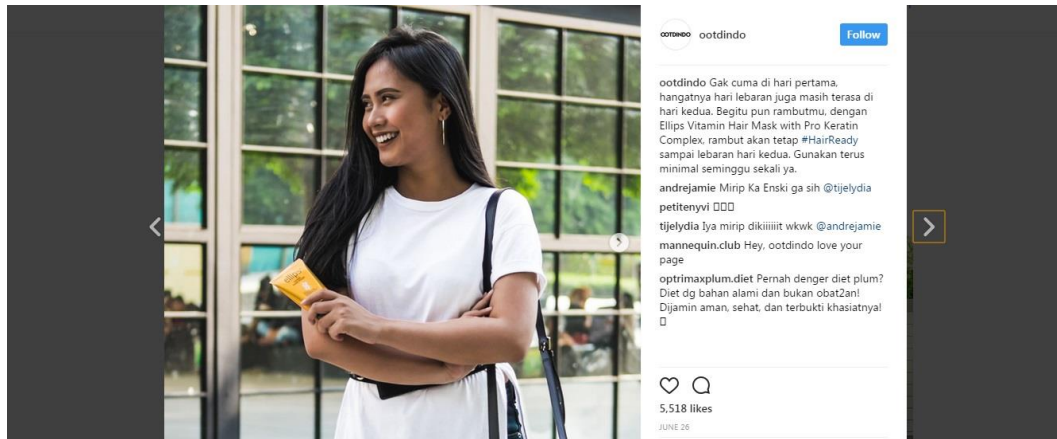 OOTDINDO
ootdindo
Follow
ootdindo Gak cuma di hari pertama,
hangatnya hari lebaran juga masih terasa di
hari kedua. Begitu pun rambutmu, dengan
Ellips Vitamin Hair Mask with Pro Keratin
Complex, rambut akan tetap #HairReady
sampai lebaran hari kedua. Gunakan terus
minimal seminggu sekali ya.
andrejamie Mirip Ka Enski ga sih @tijelydia
petitenyvi
tijelydia Iya mirip dikiiiiiit wkwk @andrejamie
mannequin.club Hey, ootdindo love your
page
optrimaxplum.diet Pernah denger diet plum?
Diet dg bahan alami dan bukan obat2an!
Dijamin aman, sehat, dan terbukti khasiatnya!
5,518 likes
JUNE 26
ellips